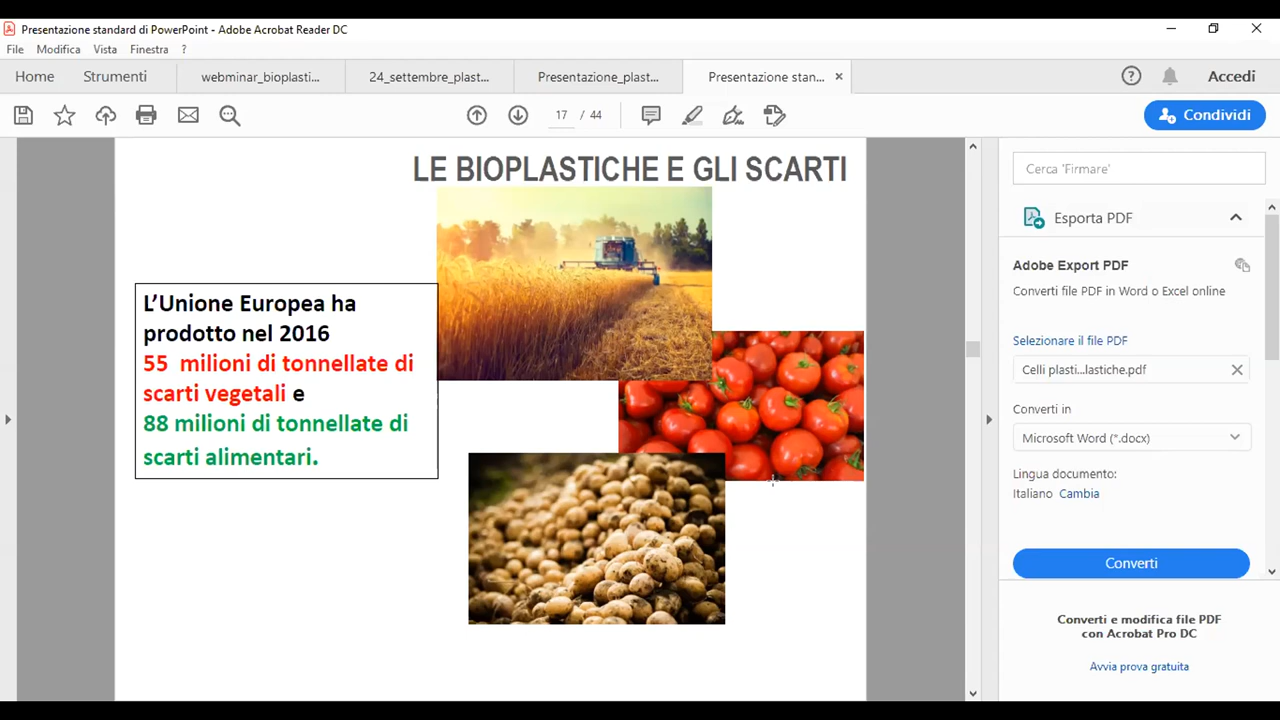 Presentazione standard di PowerPoint - Adobe Acrobat Reader DC
File Modifica Vista Finestra ?
Home Strumenti webminar_bioplasti... 24_settembre_plast... Presentazione_plast... Presentazione stan... × ? Accedi
17 / 44 Condividi
LE BIOPLASTICHE E GLI SCARTI
L’Unione Europea ha
prodotto nel 2016
55 milioni di tonnellate di
scarti vegetali e
88 milioni di tonnellate di
scarti alimentari.
Cerca 'Firmare'
Esporta PDF
Adobe Export PDF
Converti file PDF in Word o Excel online
Selezionare il file PDF
Celli plasti...lastiche.pdf
Converti in
Microsoft Word (*.docx)
Lingua documento:
Italiano Cambia
Converti
Converti e modifica file PDF
con Acrobat Pro DC
Avvia prova gratuita